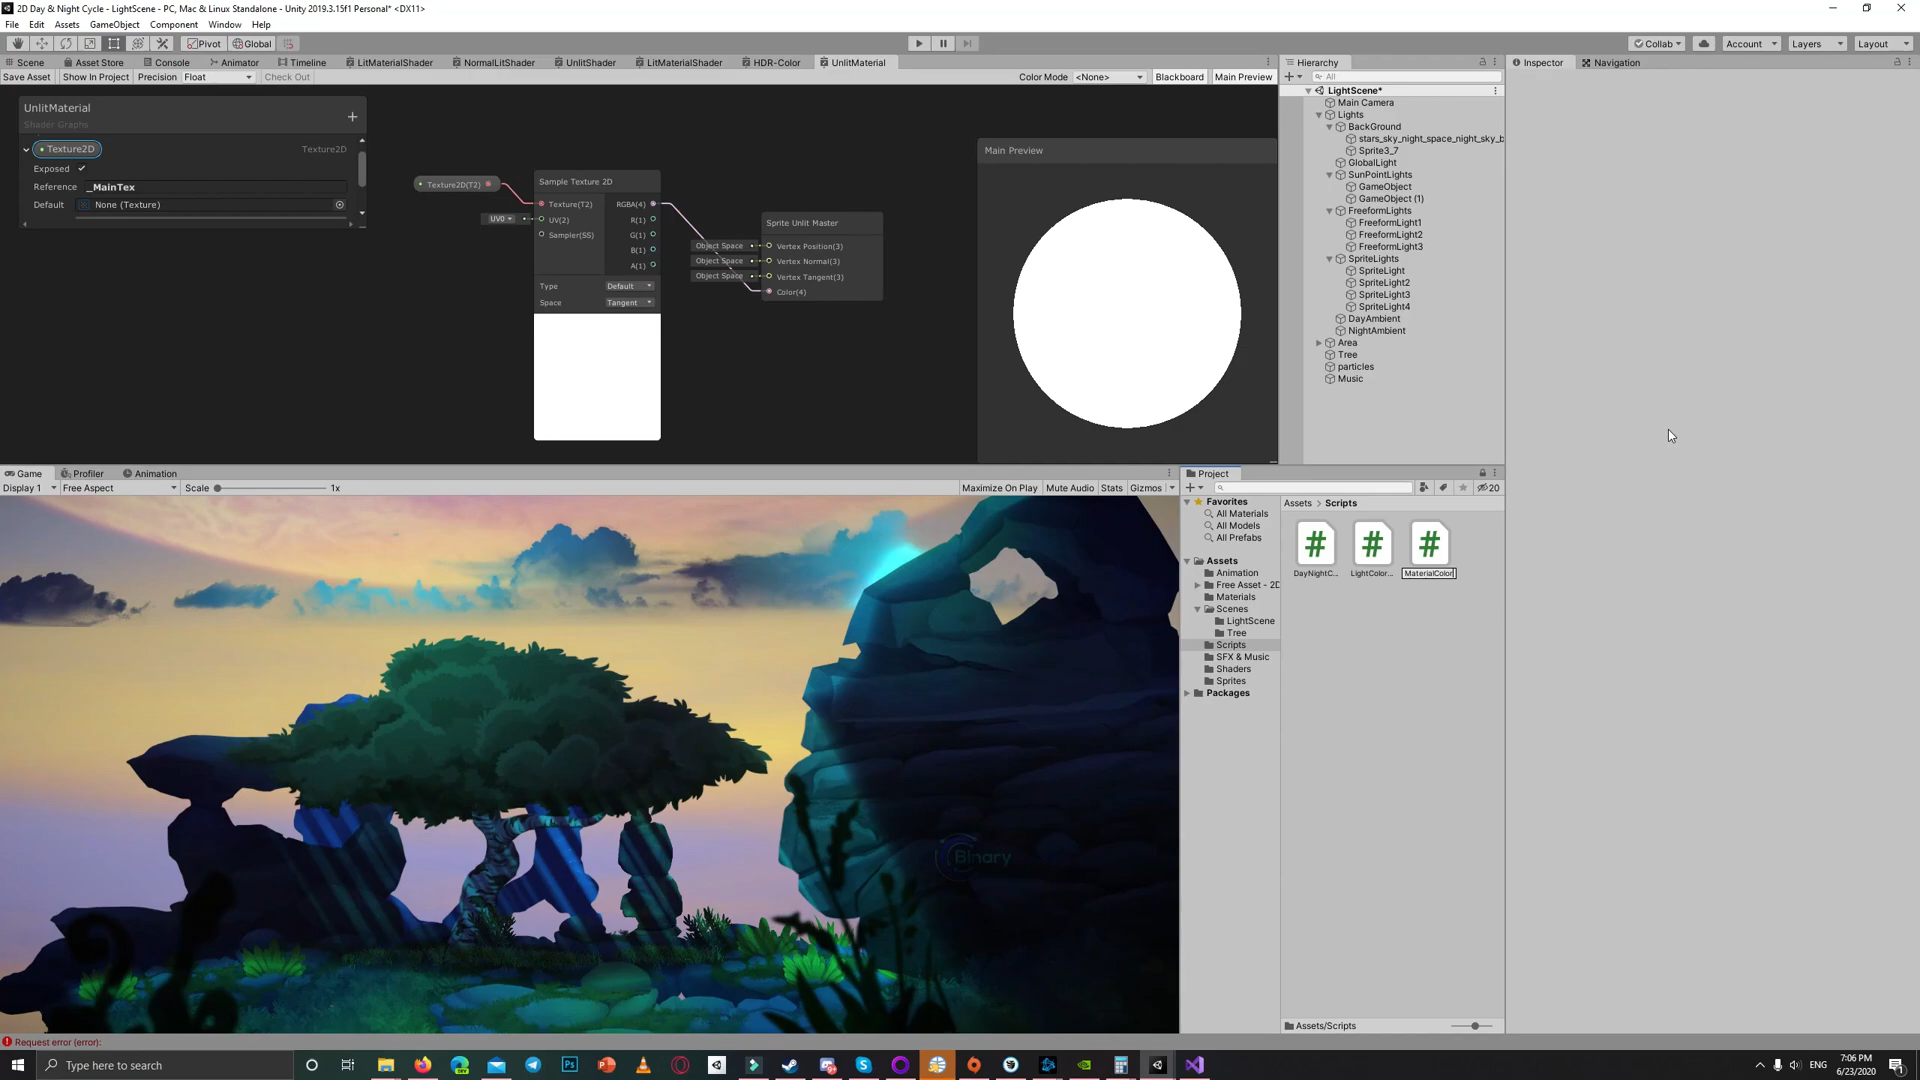 2D Day & Night Cycle - LightScene - PC, Mac & Linux Standalone - Unity 2019.3.15f1 Personal* <DX11>
File Edit Assets GameObject Component Window Help
Pivot Global Collab Account Layers Layout
Scene Asset Store Console Animator Timeline LitMaterialShader NormalLitShader UnlitShader LitMaterialShader HDR-Color UnlitMaterial
Save Asset Show In Project Precision Float Check Out Color Mode <None> Blackboard Main Preview
UnlitMaterial
Shader Graphs
Texture2D Texture2D
Exposed
Reference _MainTex
Default None (Texture)
Texture2D(T2)
Sample Texture 2D
Texture(T2) RGBA(4)
UV0 UV(2) R(1)
Sampler(SS) G(1)
B(1)
A(1)
Type Default
Space Tangent
Sprite Unlit Master
Object Space Vertex Position(3)
Object Space Vertex Normal(3)
Object Space Vertex Tangent(3)
Color(4)
Main Preview
Hierarchy
All
LightScene*
Main Camera
Lights
BackGround
stars_sky_night_space_night_sky_b
Sprite3_7
GlobalLight
SunPointLights
GameObject
GameObject (1)
FreeformLights
FreeformLight1
FreeformLight2
FreeformLight3
SpriteLights
SpriteLight
SpriteLight2
SpriteLight3
SpriteLight4
DayAmbient
NightAmbient
Area
Tree
particles
Music
Inspector Navigation
Game Profiler Animation
Display 1 Free Aspect Scale 1x Maximize On Play Mute Audio Stats Gizmos
Binary
Project
20
Favorites
All Materials
All Models
All Prefabs
Assets
Animation
Free Asset - 2D
Materials
Scenes
LightScene
Tree
Scripts
SFX & Music
Shaders
Sprites
Packages
Assets > Scripts
DayNightC... LightColor... MaterialColor
Assets/Scripts
Request error (error):
Type here to search
ENG
7:06 PM
6/23/2020